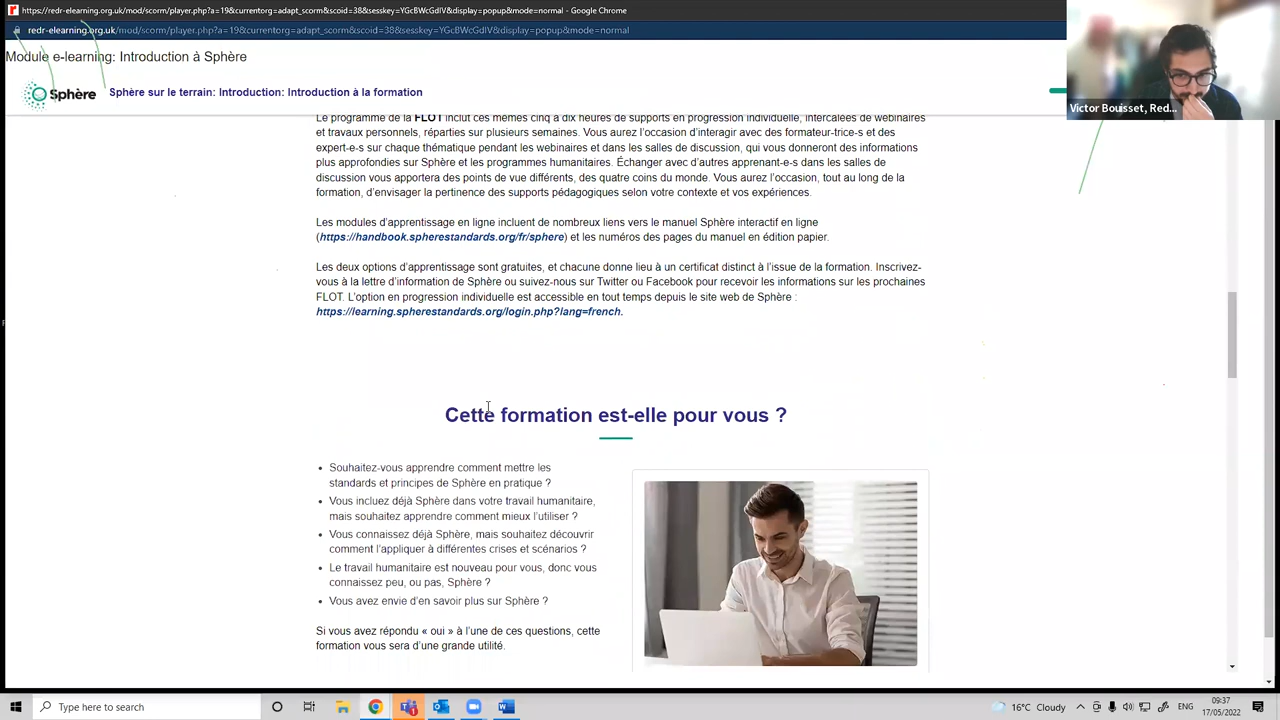 https://redr-elearning.org.uk/mod/scorm/player.php?a=19&currentorg=adapt_scorm&scoid=38&sesskey=YGcBWcGdIV&display=popup&mode=normal - Google Chrome
redr-elearning.org.uk/mod/scorm/player.php?a=19&currentorg=adapt_scorm&scoid=38&sesskey=YGcBWcGdIV&display=popup&mode=normal
Module e-learning: Introduction à Sphère
Sphère
Sphère sur le terrain: Introduction: Introduction à la formation
Victor Bouisset, Red...
Le programme de la FLOT inclut ces mêmes cinq à dix heures de supports en progression individuelle, intercalées de webinaires
et travaux personnels, réparties sur plusieurs semaines. Vous aurez l'occasion d'interagir avec des formateur-trice-s et des
expert-e-s sur chaque thématique pendant les webinaires et dans les salles de discussion, qui vous donneront des informations
plus approfondies sur Sphère et les programmes humanitaires. Échanger avec d'autres apprenant-e-s dans les salles de
discussion vous apportera des points de vue différents, des quatre coins du monde. Vous aurez l'occasion, tout au long de la
formation, d'envisager la pertinence des supports pédagogiques selon votre contexte et vos expériences.
Les modules d'apprentissage en ligne incluent de nombreux liens vers le manuel Sphère interactif en ligne
(https://handbook.spherestandards.org/fr/sphere) et les numéros des pages du manuel en édition papier.
Les deux options d'apprentissage sont gratuites, et chacune donne lieu à un certificat distinct à l'issue de la formation. Inscrivez-
vous à la lettre d'information de Sphère ou suivez-nous sur Twitter ou Facebook pour recevoir les informations sur les prochaines
FLOT. L'option en progression individuelle est accessible en tout temps depuis le site web de Sphère :
https://learning.spherestandards.org/login.php?lang=french.
Cette formation est-elle pour vous ?
• Souhaitez-vous apprendre comment mettre les
standards et principes de Sphère en pratique ?
• Vous incluez déjà Sphère dans votre travail humanitaire,
mais souhaitez apprendre comment mieux l'utiliser ?
• Vous connaissez déjà Sphère, mais souhaitez découvrir
comment l'appliquer à différentes crises et scénarios ?
• Le travail humanitaire est nouveau pour vous, donc vous
connaissez peu, ou pas, Sphère ?
• Vous avez envie d'en savoir plus sur Sphère ?
Si vous avez répondu « oui » à l'une de ces questions, cette
formation vous sera d'une grande utilité.
Type here to search
16°C Cloudy
ENG
09:37
17/05/2022